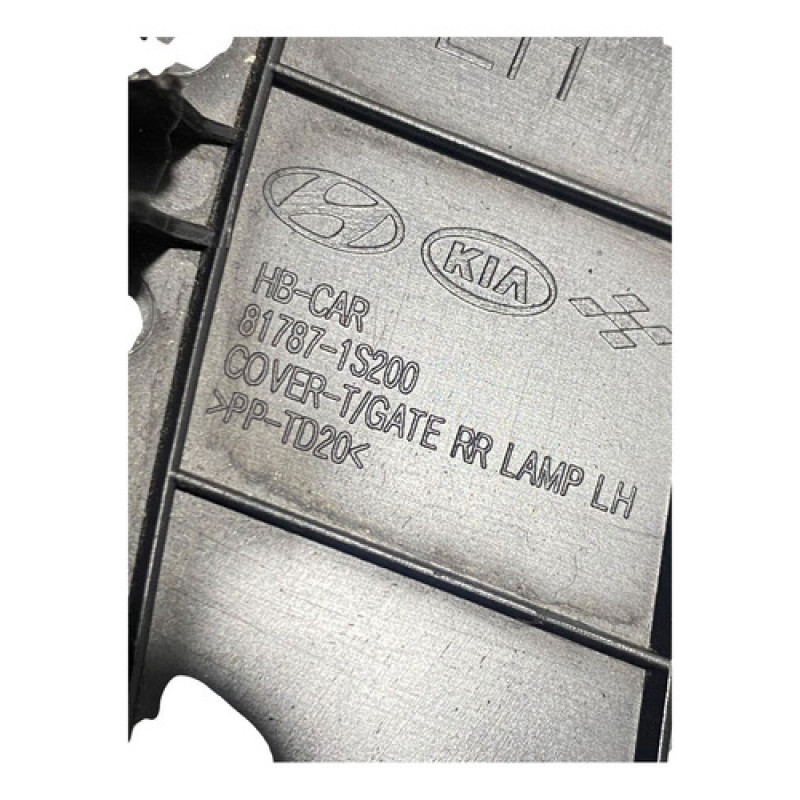 KIA
HB-CAR
81787-1S200
COVER-T/GATE RR LAMP LH
>PP-TD20<